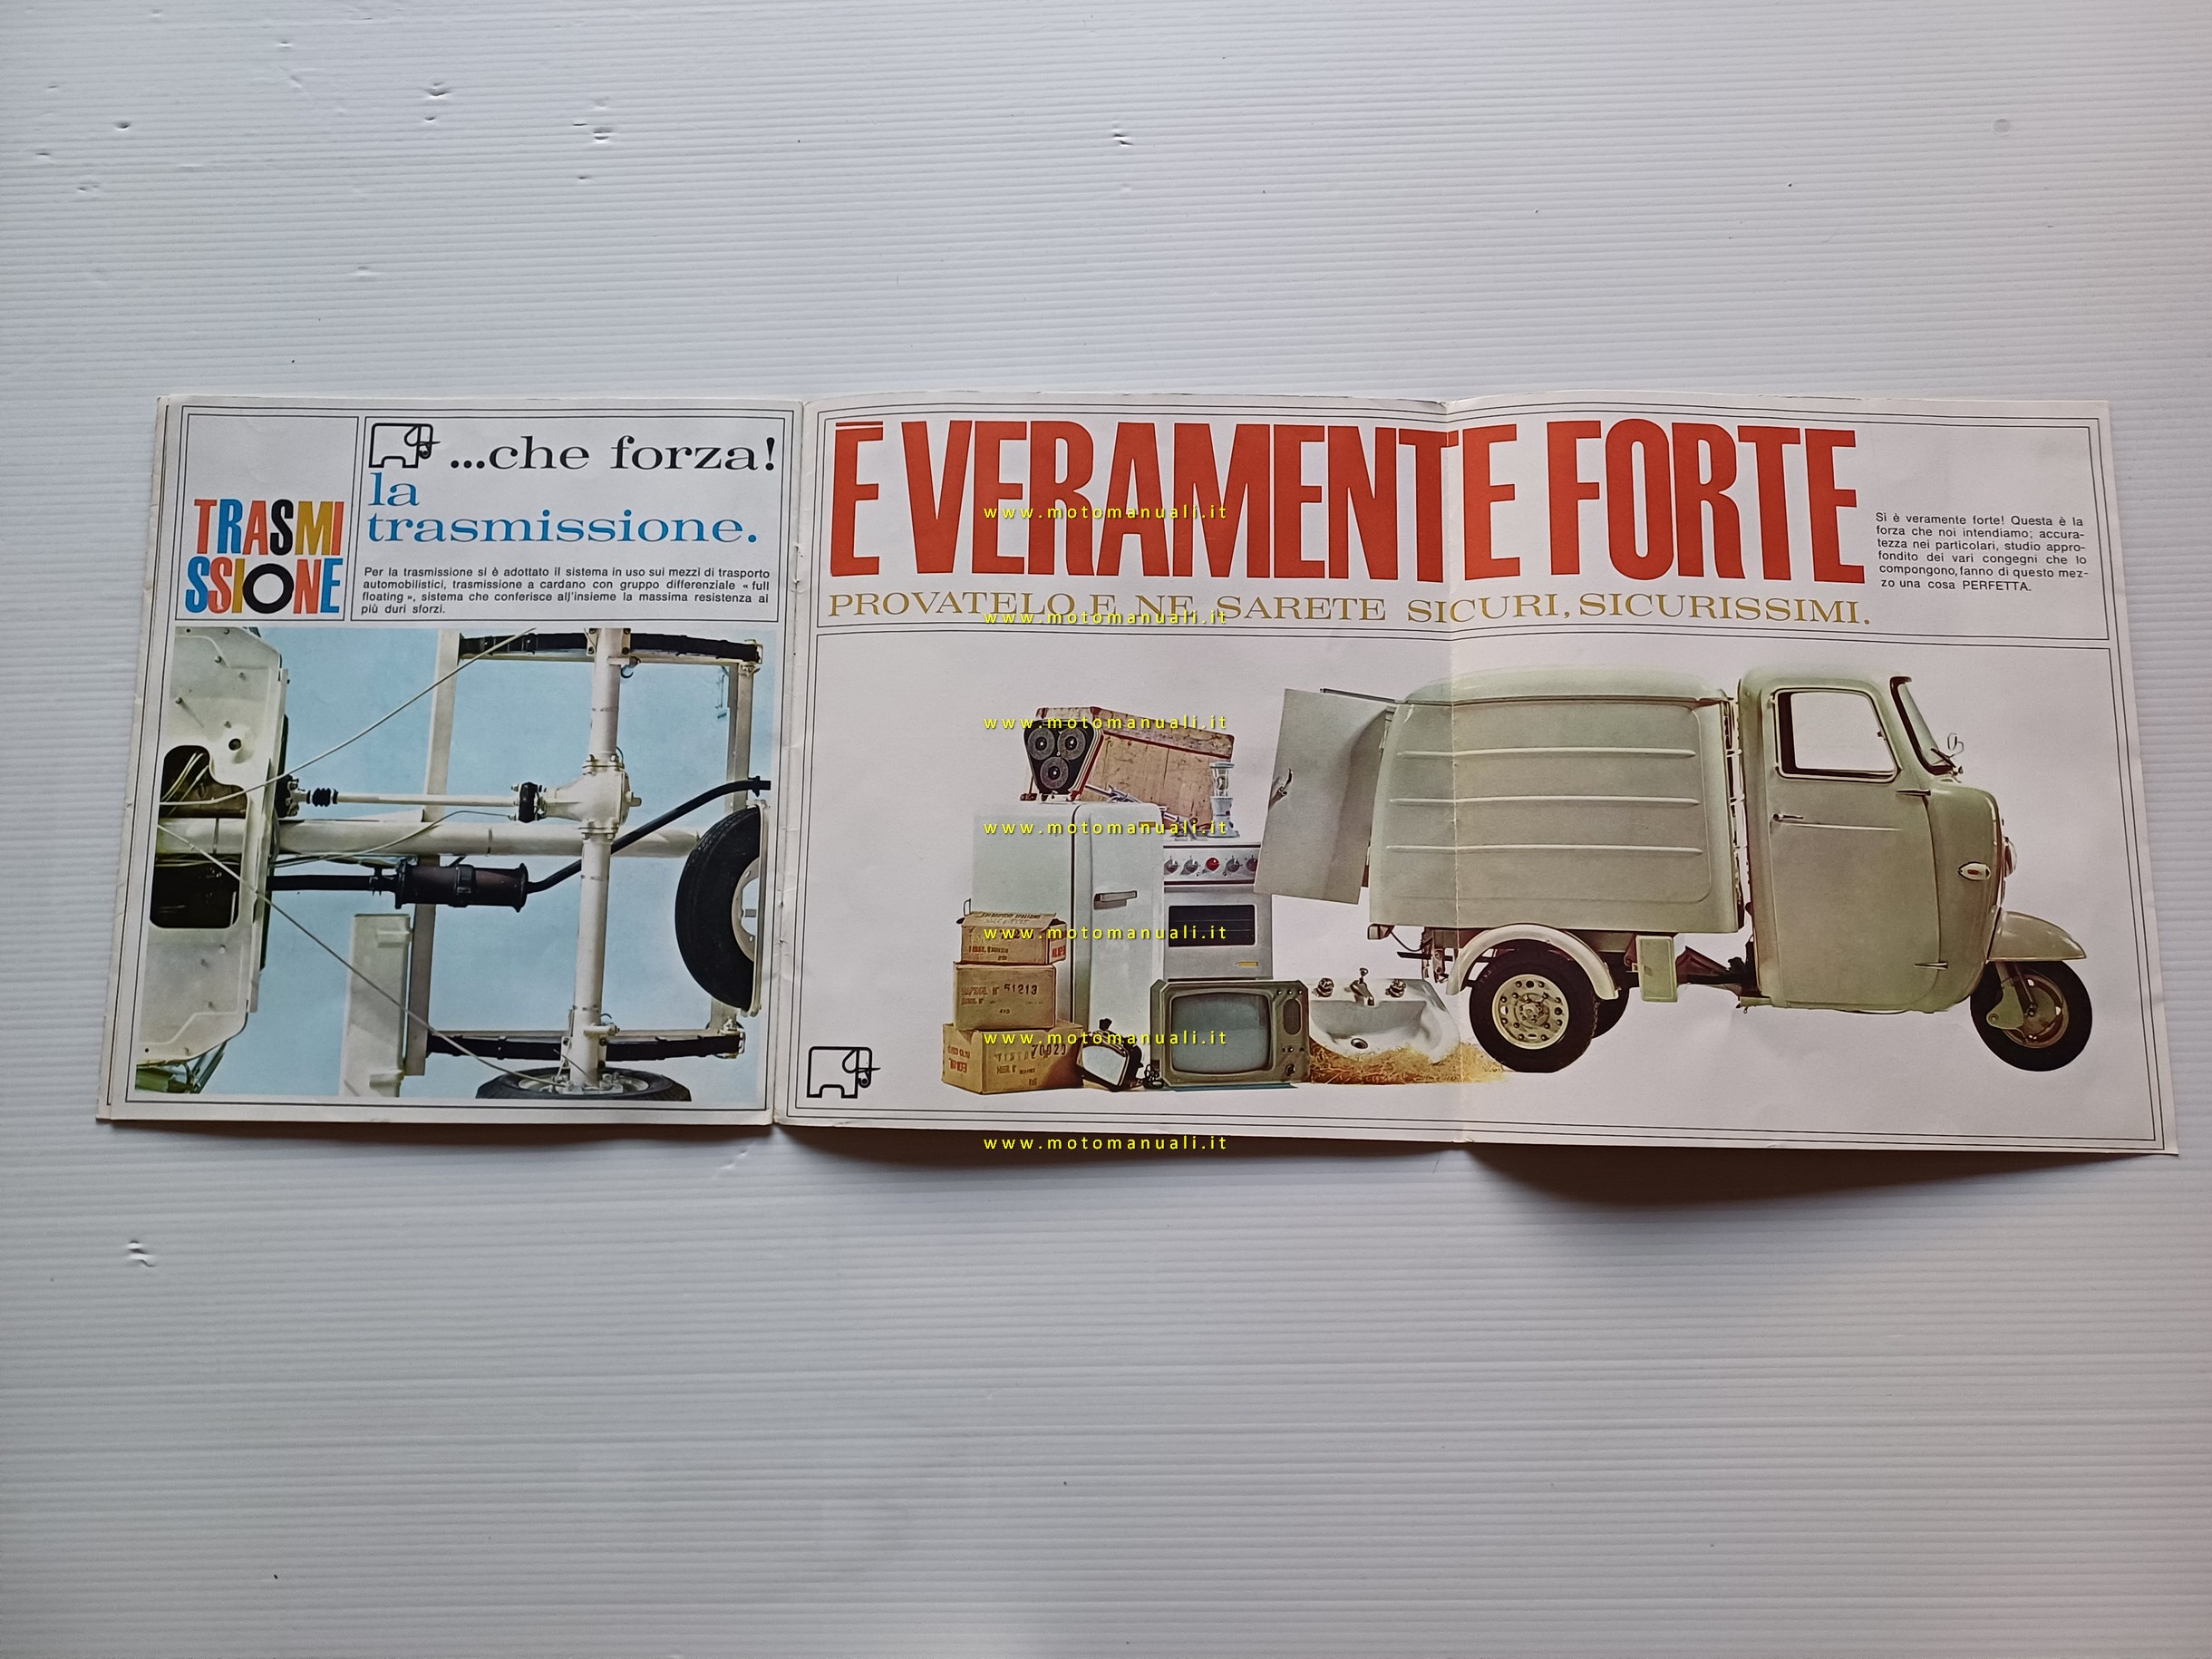 TRASMI
SSIONE
...che forza!
la
trasmissione.
Per la trasmissione si è adottato il sistema in uso sui mezzi di trasporto
automobilistici, trasmissione a cardano con gruppo differenziale « full
floating », sistema che conferisce all'insieme la massima resistenza ai
più duri sforzi.
E VERAMENTE FORTE
PROVATELO E NE SARETE SICURI, SICURISSIMI.
Sì è veramente forte! Questa è la
forza che noi intendiamo; accura-
tezza nei particolari, studio appro-
fondito dei vari congegni che lo
compongono, fanno di questo mez-
zo una cosa PERFETTA.
51213
410
70023
www.motomanuali.it
www.motomanuali.it
www.motomanuali.it
www.motomanuali.it
www.motomanuali.it
www.motomanuali.it
www.motomanuali.it